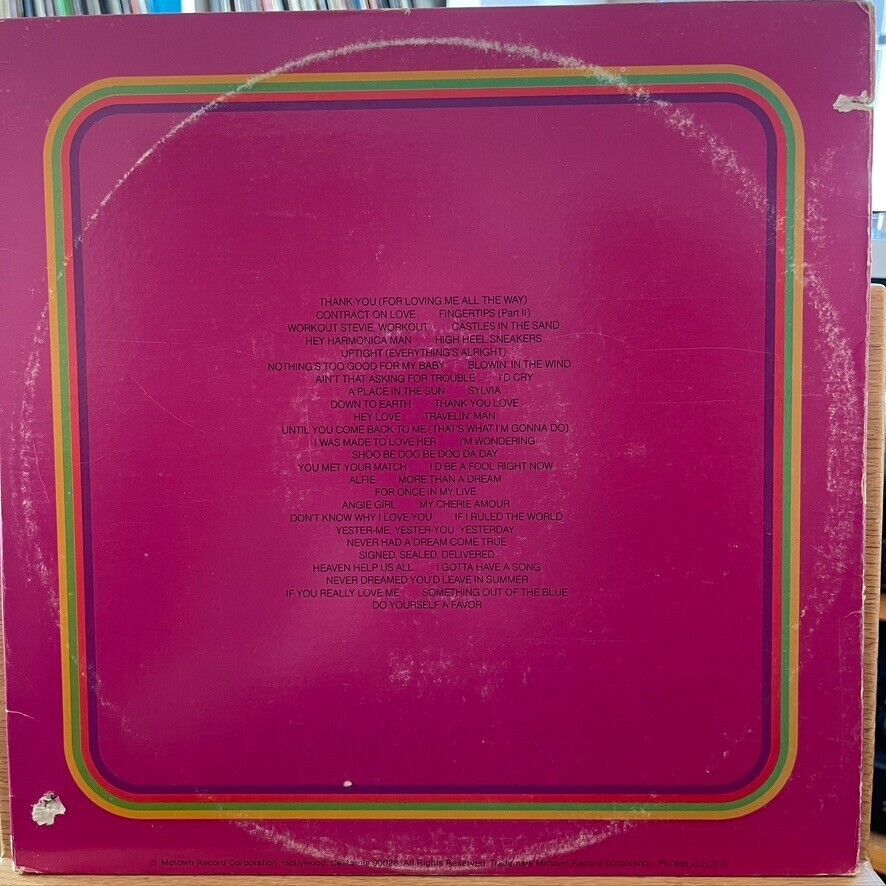 THANK YOU (FOR LOVING ME ALL THE WAY)
CONTRACT ON LOVE FINGERTIPS (Part II)
WORKOUT STEVIE, WORKOUT CASTLES IN THE SAND
HEY HARMONICA MAN HIGH HEEL SNEAKERS
UPTIGHT (EVERYTHING'S ALRIGHT)
NOTHING'S TOO GOOD FOR MY BABY BLOWIN' IN THE WIND
AIN'T THAT ASKING FOR TROUBLE I'D CRY
A PLACE IN THE SUN SYLVIA
DOWN TO EARTH THANK YOU LOVE
HEY LOVE TRAVELIN' MAN
UNTIL YOU COME BACK TO ME (THAT'S WHAT I'M GONNA DO)
I WAS MADE TO LOVE HER I'M WONDERING
SHOO BE DOO BE DOO DA DAY
YOU MET YOUR MATCH I'D BE A FOOL RIGHT NOW
ALFIE MORE THAN A DREAM
FOR ONCE IN MY LIVE
ANGIE GIRL MY CHERIE AMOUR
DON'T KNOW WHY I LOVE YOU IF I RULED THE WORLD
YESTER-ME, YESTER-YOU YESTERDAY
NEVER HAD A DREAM COME TRUE
SIGNED, SEALED, DELIVERED
HEAVEN HELP US ALL I GOTTA HAVE A SONG
NEVER DREAMED YOU'D LEAVE IN SUMMER
IF YOU REALLY LOVE ME SOMETHING OUT OF THE BLUE
DO YOURSELF A FAVOR
© Motown Record Corporation, Hollywood, California 90028 All Rights Reserved. Trademark Motown Record Corporation. Printed in U.S.A.